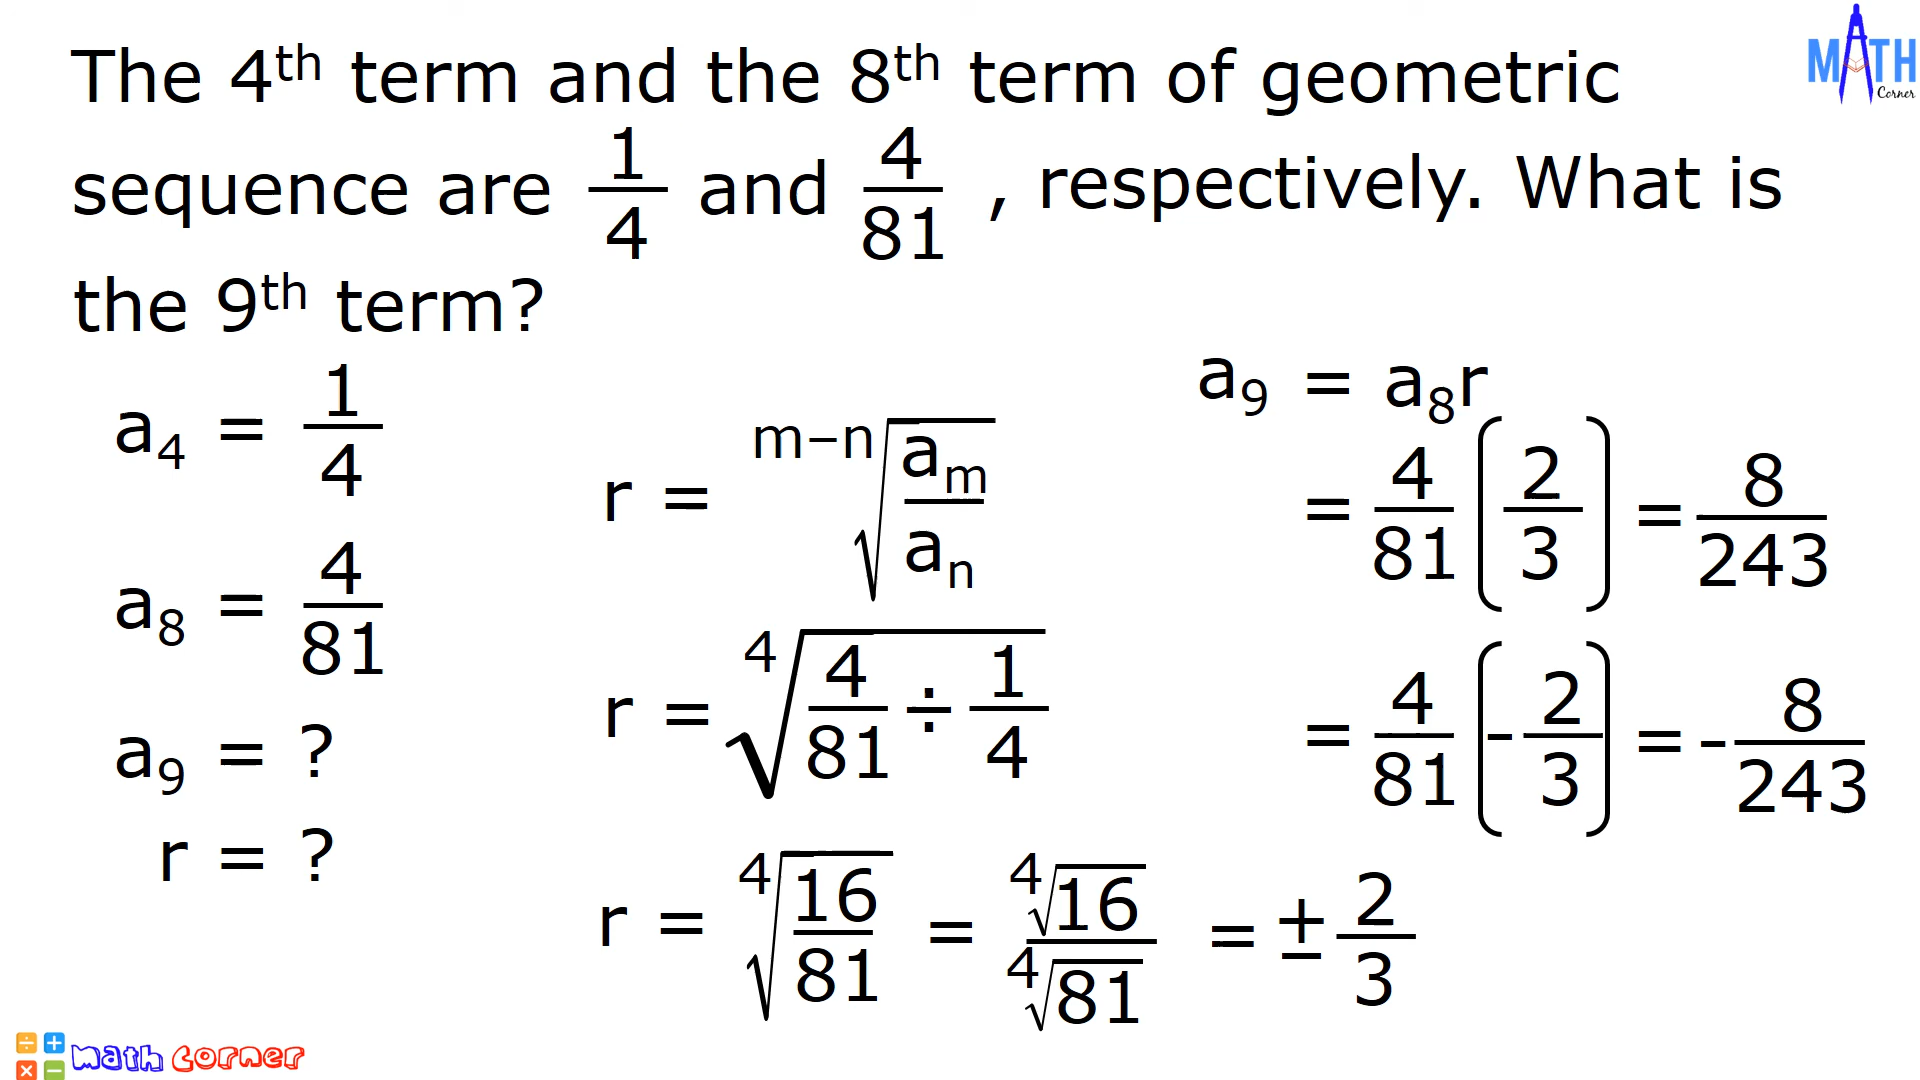 The 4th term and the 8th term of geometric
sequence are 1/4 and 4/81 , respectively. What is
the 9th term?
MATH
Corner
a₄ = 1/4
a₈ = 4/81
a₉ = ?
r = ?
r = ᵐ⁻ⁿ√(aₘ/aₙ)
r = ⁴√(4/81 ÷ 1/4)
r = ⁴√(16/81) = ⁴√16/⁴√81 = ± 2/3
a₉ = a₈r
= 4/81 (2/3) = 8/243
= 4/81 (-2/3) = -8/243
math corner